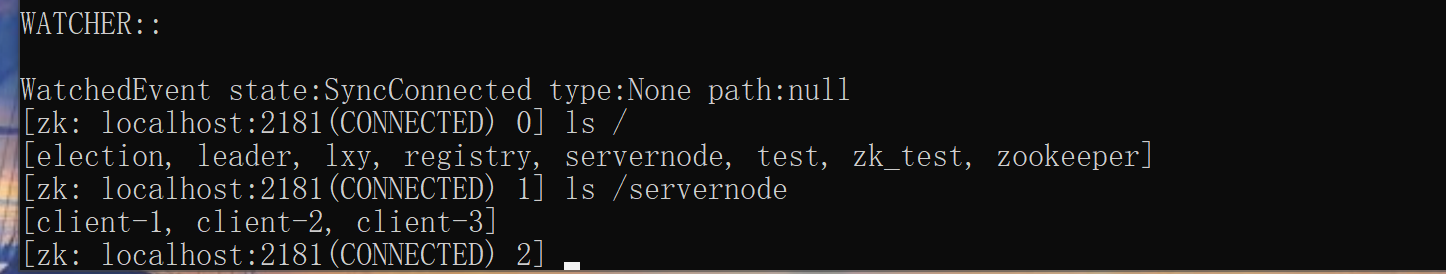 WATCHER::
WatchedEvent state:SyncConnected type:None path:null
[zk: localhost:2181(CONNECTED) 0] ls /
[election, leader, lxy, registry, servernode, test, zk_test, zookeeper]
[zk: localhost:2181(CONNECTED) 1] ls /servernode
[client-1, client-2, client-3]
[zk: localhost:2181(CONNECTED) 2]